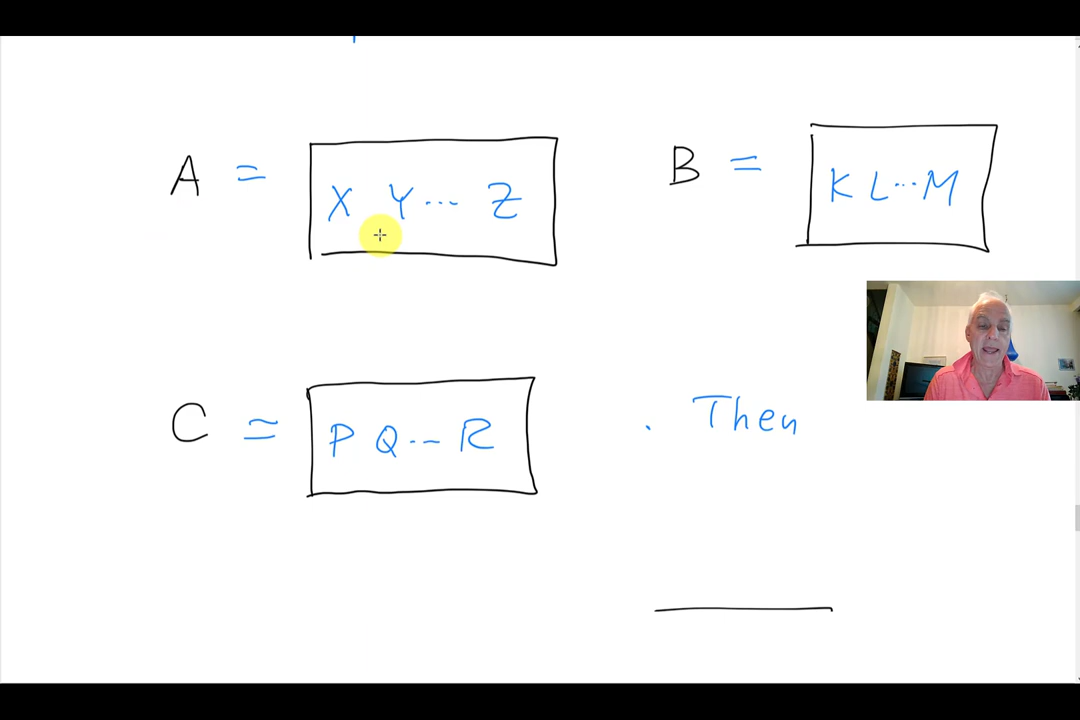 A = X Y ... Z B = K L ... M
C = P Q ... R . Then